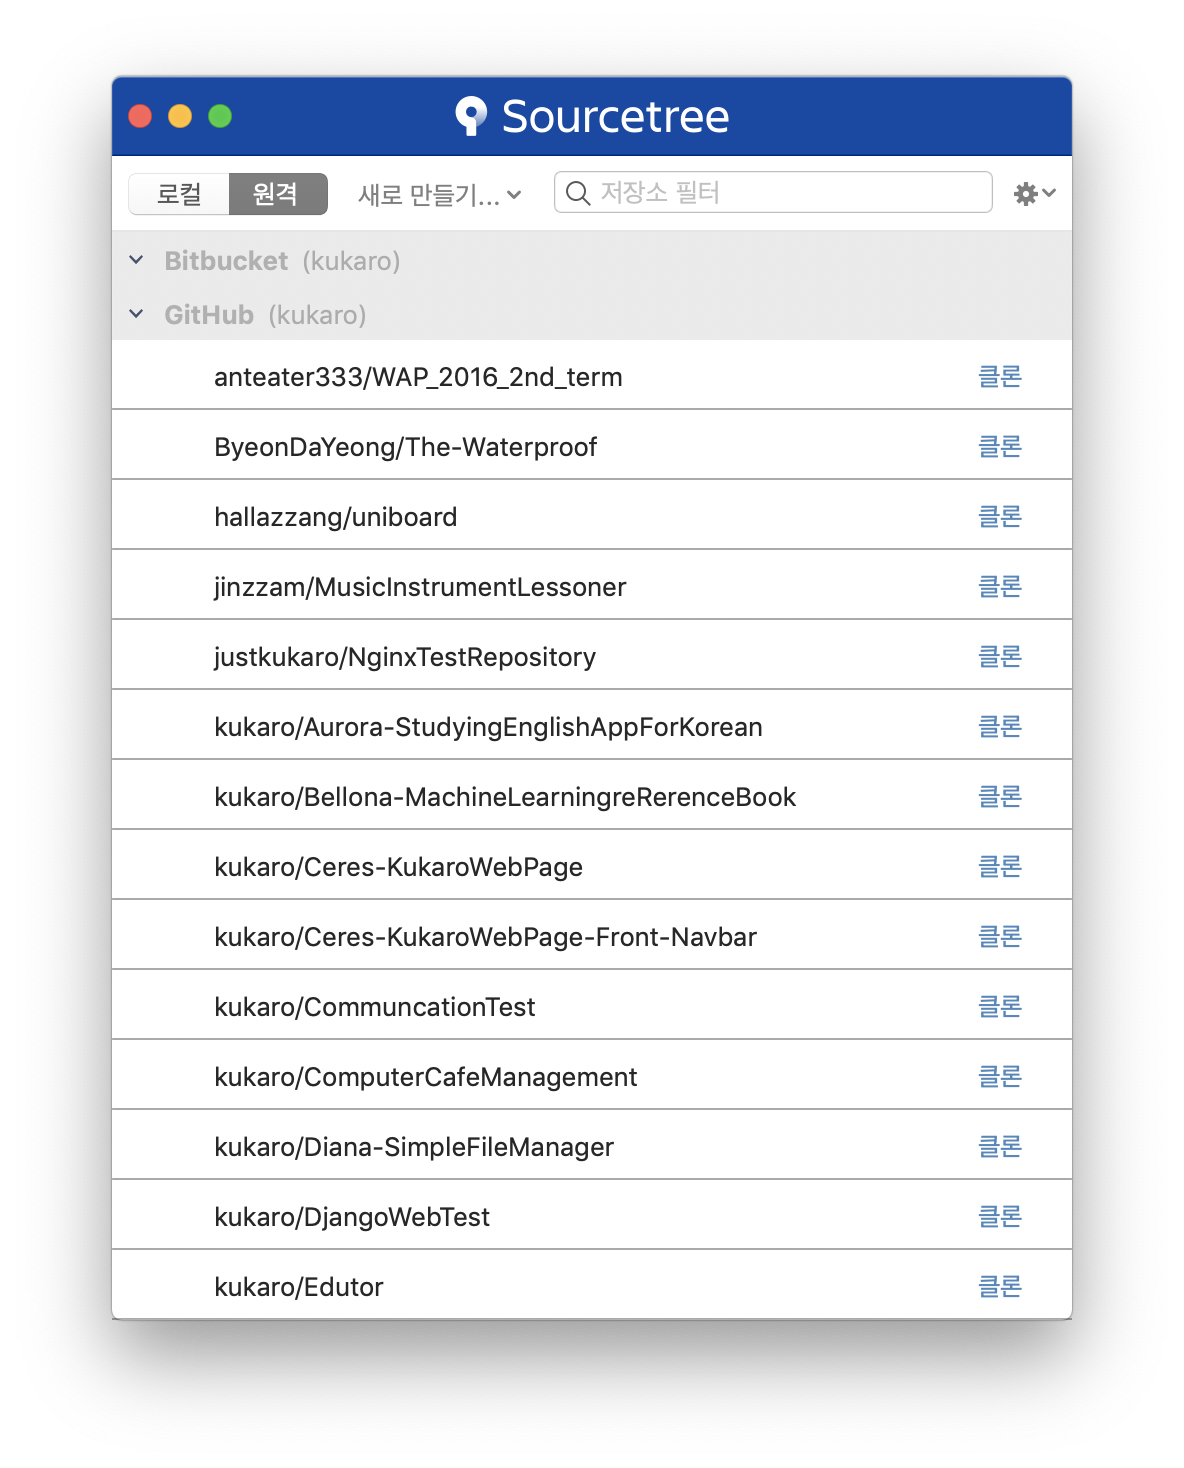 Sourcetree
로컬 원격 새로 만들기... 저장소 필터
Bitbucket (kukaro)
GitHub (kukaro)
anteater333/WAP_2016_2nd_term 클론
ByeonDaYeong/The-Waterproof 클론
hallazzang/uniboard 클론
jinzzam/MusicInstrumentLessoner 클론
justkukaro/NginxTestRepository 클론
kukaro/Aurora-StudyingEnglishAppForKorean 클론
kukaro/Bellona-MachineLearningreRerenceBook 클론
kukaro/Ceres-KukaroWebPage 클론
kukaro/Ceres-KukaroWebPage-Front-Navbar 클론
kukaro/CommuncationTest 클론
kukaro/ComputerCafeManagement 클론
kukaro/Diana-SimpleFileManager 클론
kukaro/DjangoWebTest 클론
kukaro/Edutor 클론